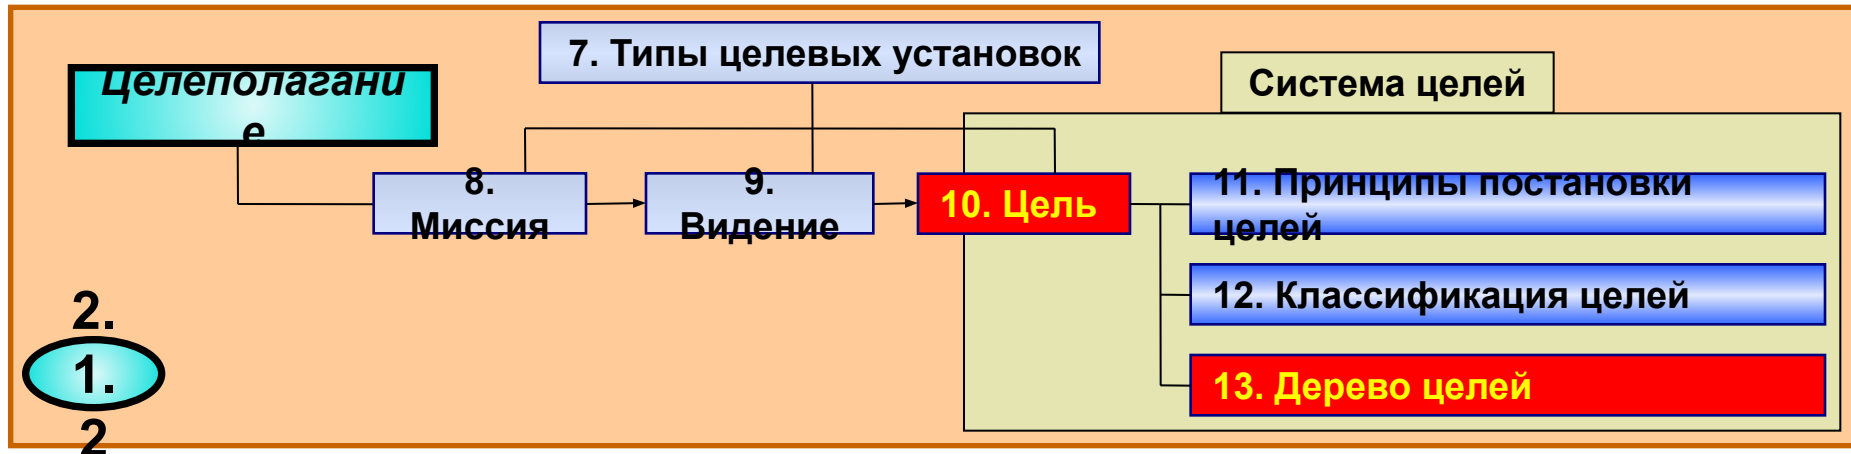 7. Типы целевых установок
Целеполагани
е
Система целей
8.
Миссия
9.
Видение
10. Цель
11. Принципы постановки
целей
12. Классификация целей
13. Дерево целей
2.
1.
2